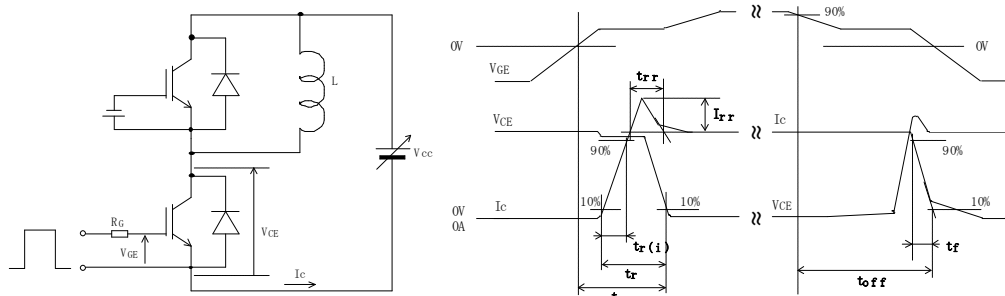 L
Vcc
RG
VGE
VCE
Ic
0V
VGE
trr
Irr
VCE
90%
10%
10%
0V
0A
Ic
tr(i)
tr
90%
0V
Ic
90%
VCE
10%
tf
toff